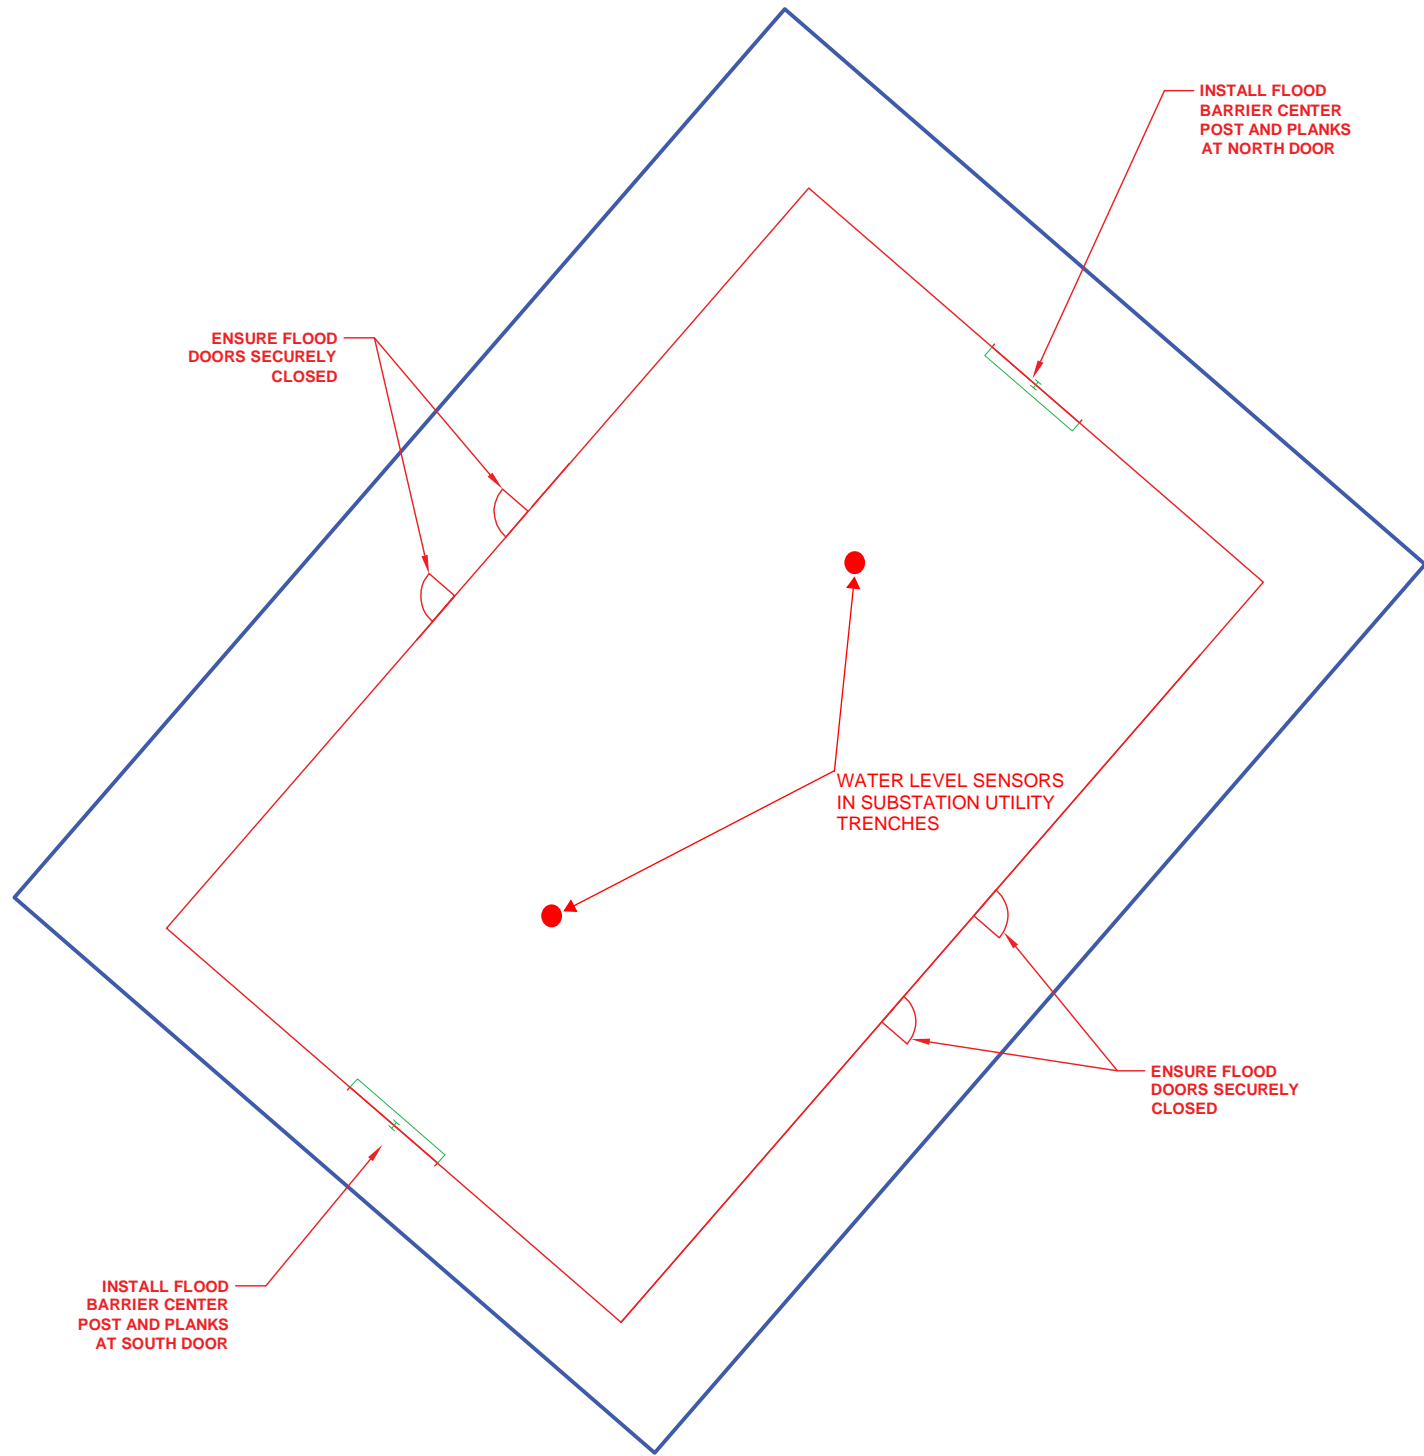 INSTALL FLOOD
BARRIER CENTER
POST AND PLANKS
AT NORTH DOOR
ENSURE FLOOD
DOORS SECURELY
CLOSED
WATER LEVEL SENSORS
IN SUBSTATION UTILITY
TRENCHES
ENSURE FLOOD
DOORS SECURELY
CLOSED
INSTALL FLOOD
BARRIER CENTER
POST AND PLANKS
AT SOUTH DOOR